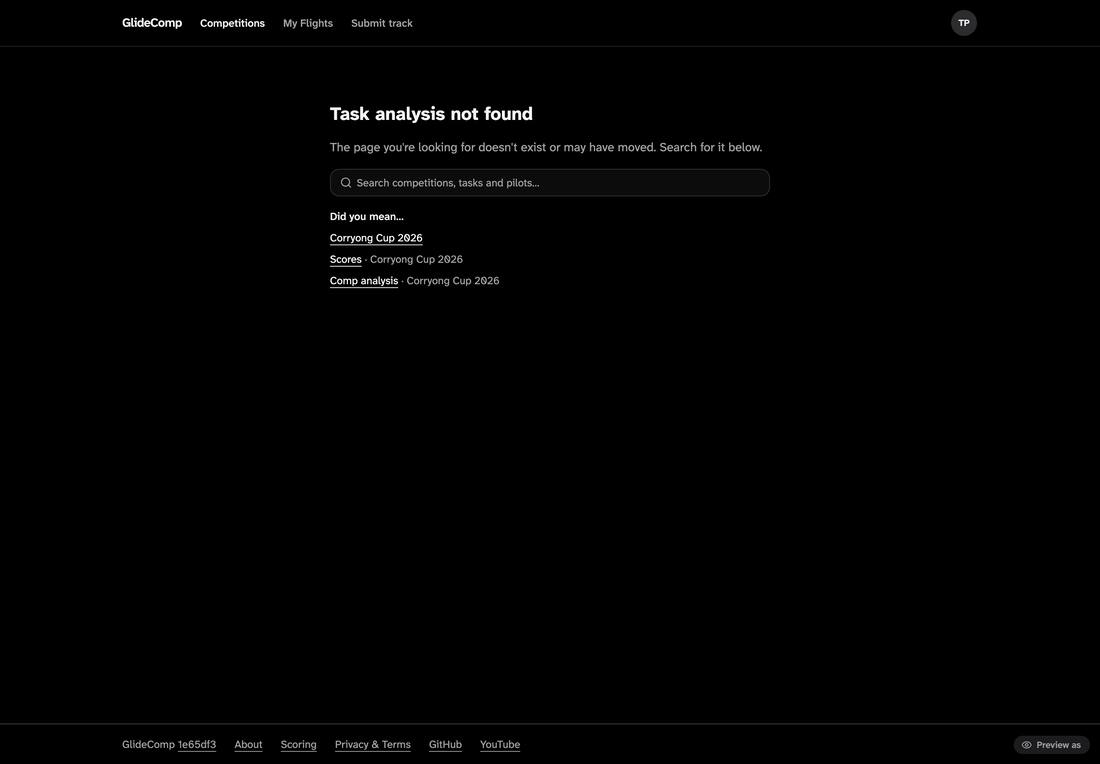 GlideComp Competitions My Flights Submit track TP
Task analysis not found
The page you're looking for doesn't exist or may have moved. Search for it below.
Search competitions, tasks and pilots...
Did you mean...
Corryong Cup 2026
Scores · Corryong Cup 2026
Comp analysis · Corryong Cup 2026
GlideComp 1e65df3 About Scoring Privacy & Terms GitHub YouTube Preview as